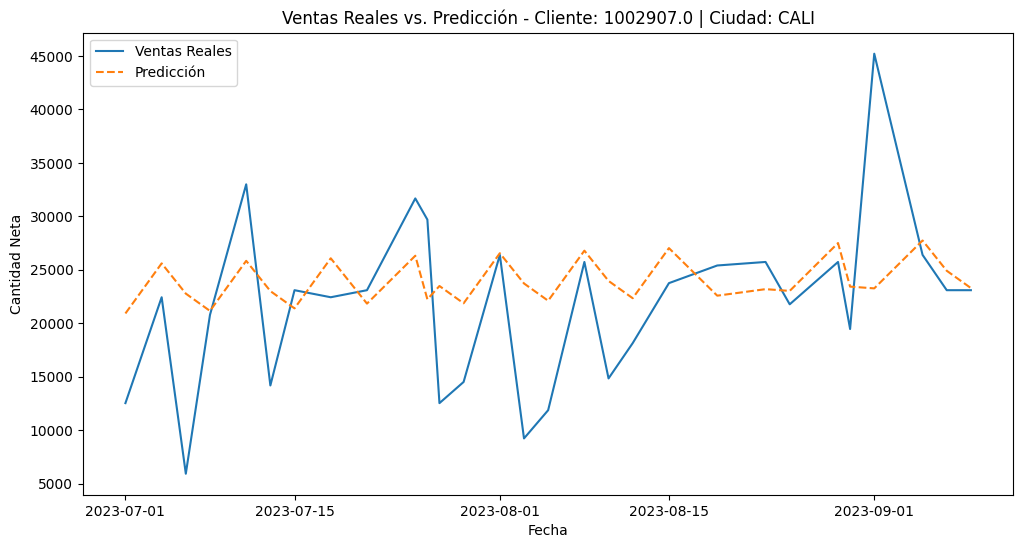 Ventas Reales vs. Predicción - Cliente: 1002907.0 | Ciudad: CALI
Ventas Reales
Predicción
Cantidad Neta
45000
40000
35000
30000
25000
20000
15000
10000
5000
2023-07-01
2023-07-15
2023-08-01
2023-08-15
2023-09-01
Fecha